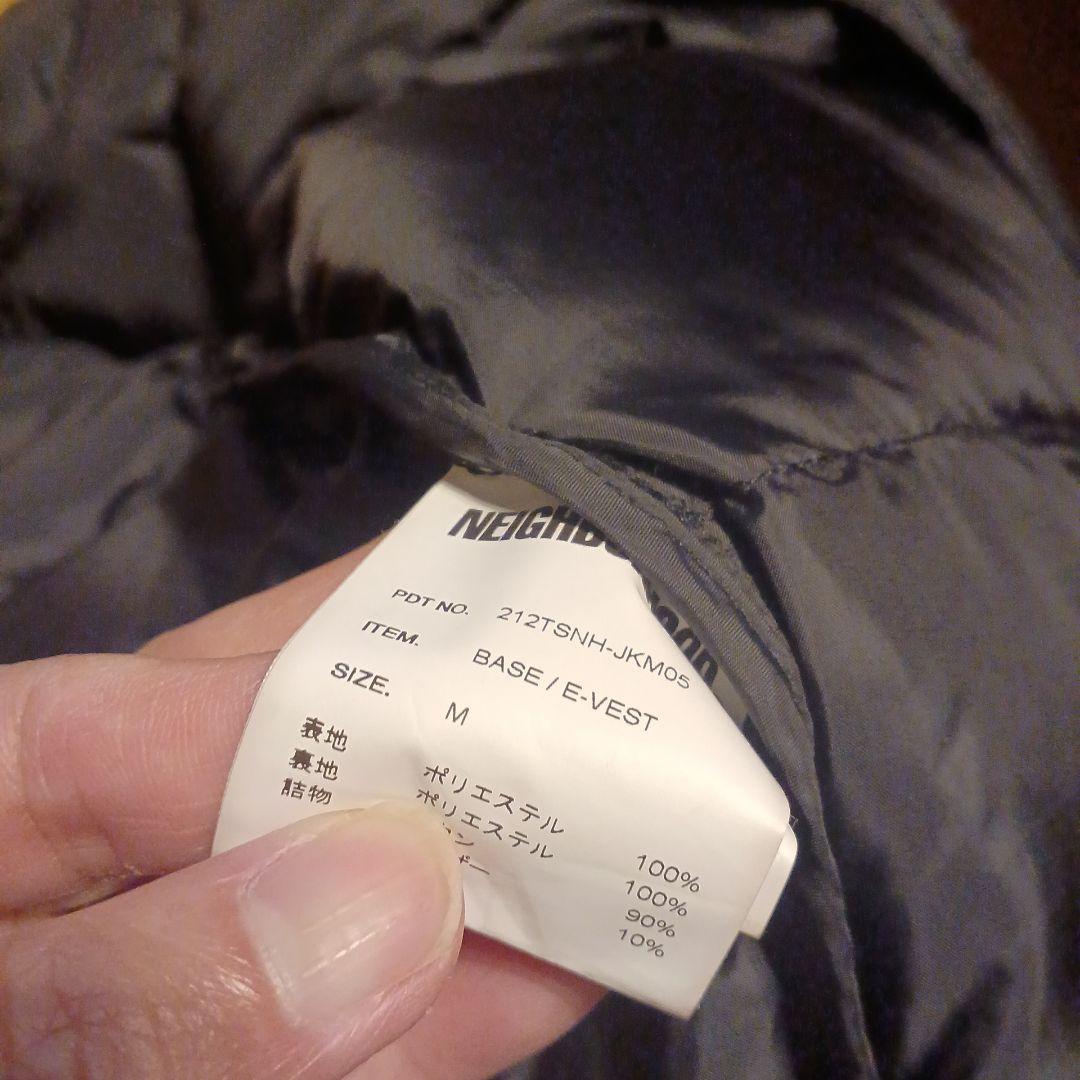 NEIGHBO
PDT NO. 212TSNH-JKM05
ITEM. BASE / E-VEST
SIZE. M
表地 ポリエステル 100%
裏地 ポリエステル 100%
詰物 90%
10%